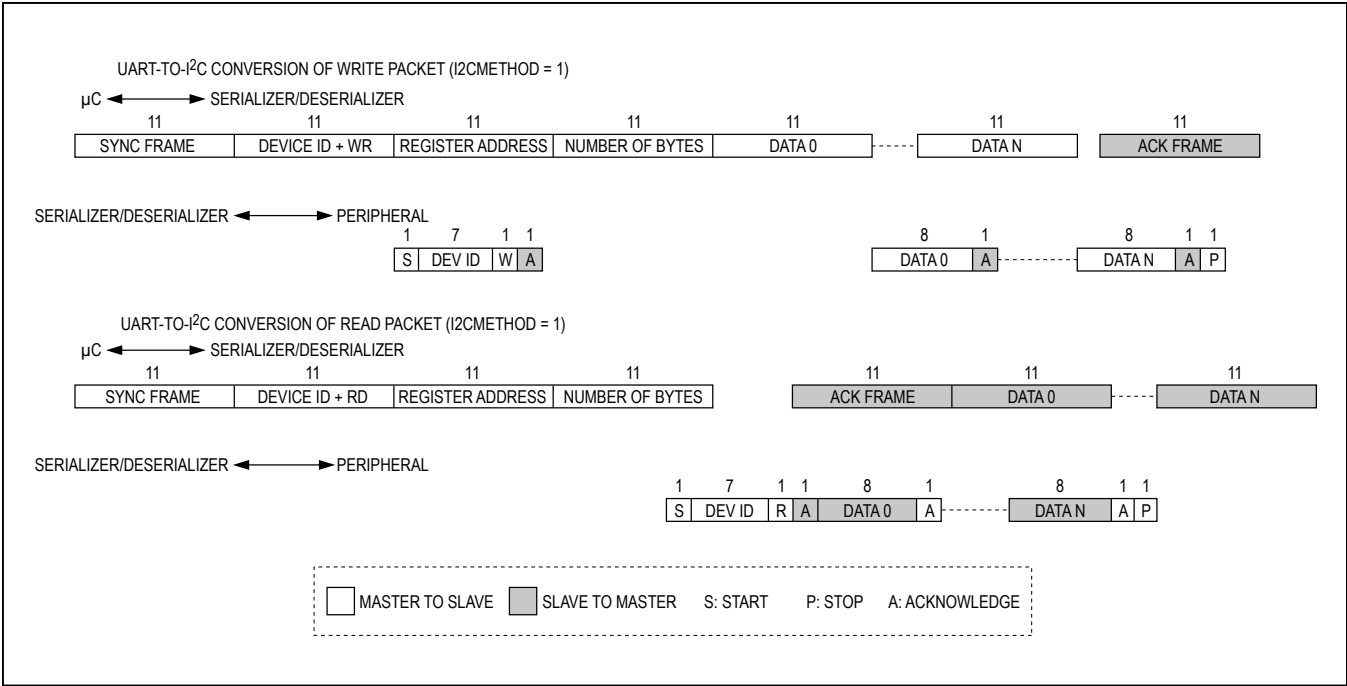 UART-TO-I2C CONVERSION OF WRITE PACKET (I2CMETHOD = 1)
µC SERIALIZER/DESERIALIZER
11 11 11 11 11 11 11
SYNC FRAME DEVICE ID + WR REGISTER ADDRESS NUMBER OF BYTES DATA 0 DATA N ACK FRAME
SERIALIZER/DESERIALIZER PERIPHERAL
1 7 1 1 8 1 8 1 1
S DEV ID W A DATA 0 A DATA N A P
UART-TO-I2C CONVERSION OF READ PACKET (I2CMETHOD = 1)
µC SERIALIZER/DESERIALIZER
11 11 11 11 11 11 11
SYNC FRAME DEVICE ID + RD REGISTER ADDRESS NUMBER OF BYTES ACK FRAME DATA 0 DATA N
SERIALIZER/DESERIALIZER PERIPHERAL
1 7 1 1 8 1 8 1 1
S DEV ID R A DATA 0 A DATA N A P
MASTER TO SLAVE SLAVE TO MASTER S: START P: STOP A: ACKNOWLEDGE